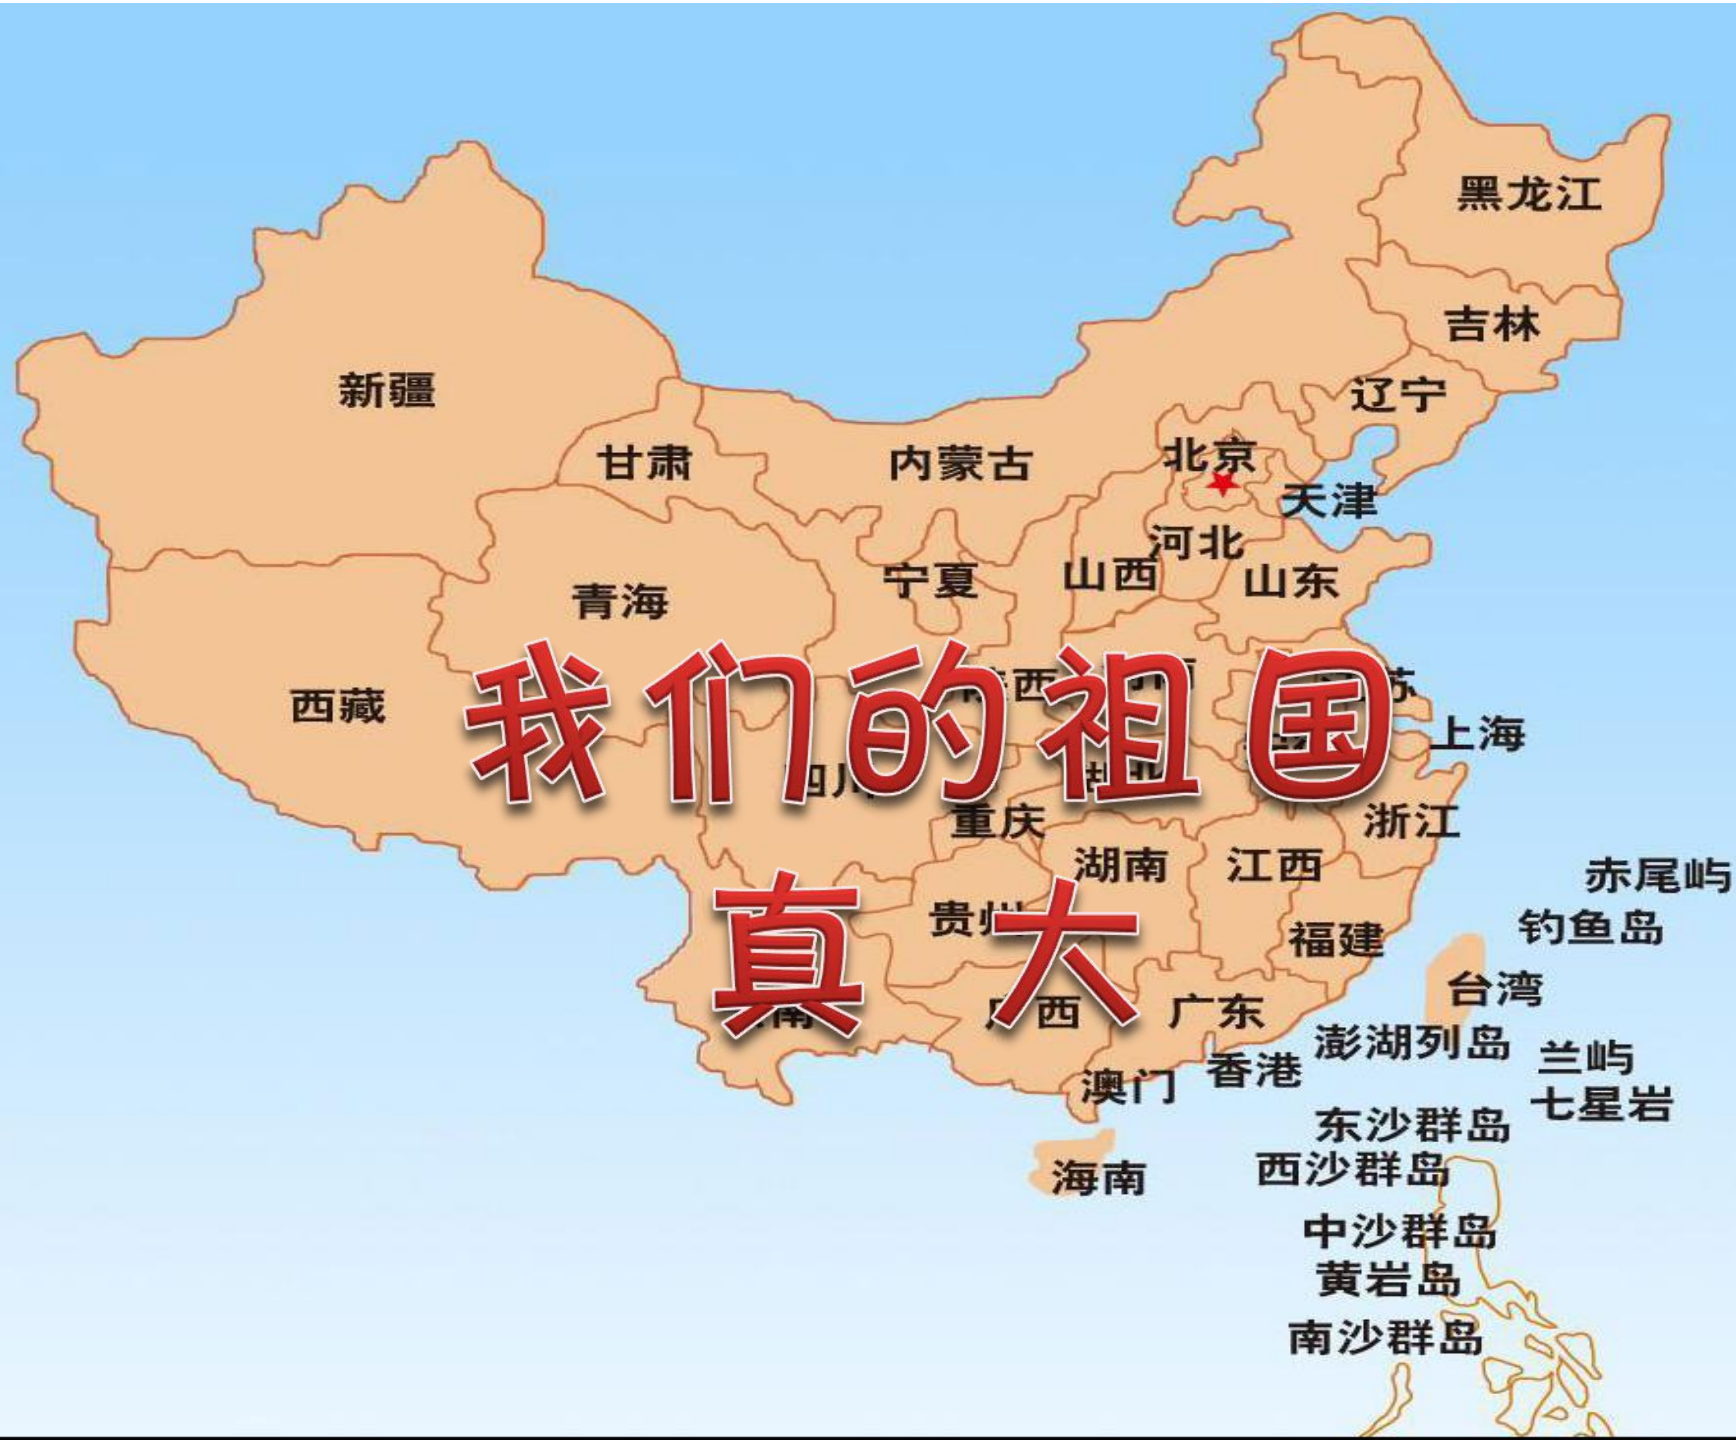 黑龙江
吉林
新疆
辽宁
北京
甘肃
内蒙古
天津
河北
山西
宁夏
山东
青海
西藏
我们的祖国
上海
重庆
浙江
湖南
江西
赤尾屿
真大
贵州
钓鱼岛
福建
台湾
广西
广东
澎湖列岛
兰屿
香港
澳门
七星岩
东沙群岛
西沙群岛
海南
中沙群岛
黄岩岛
南沙群岛